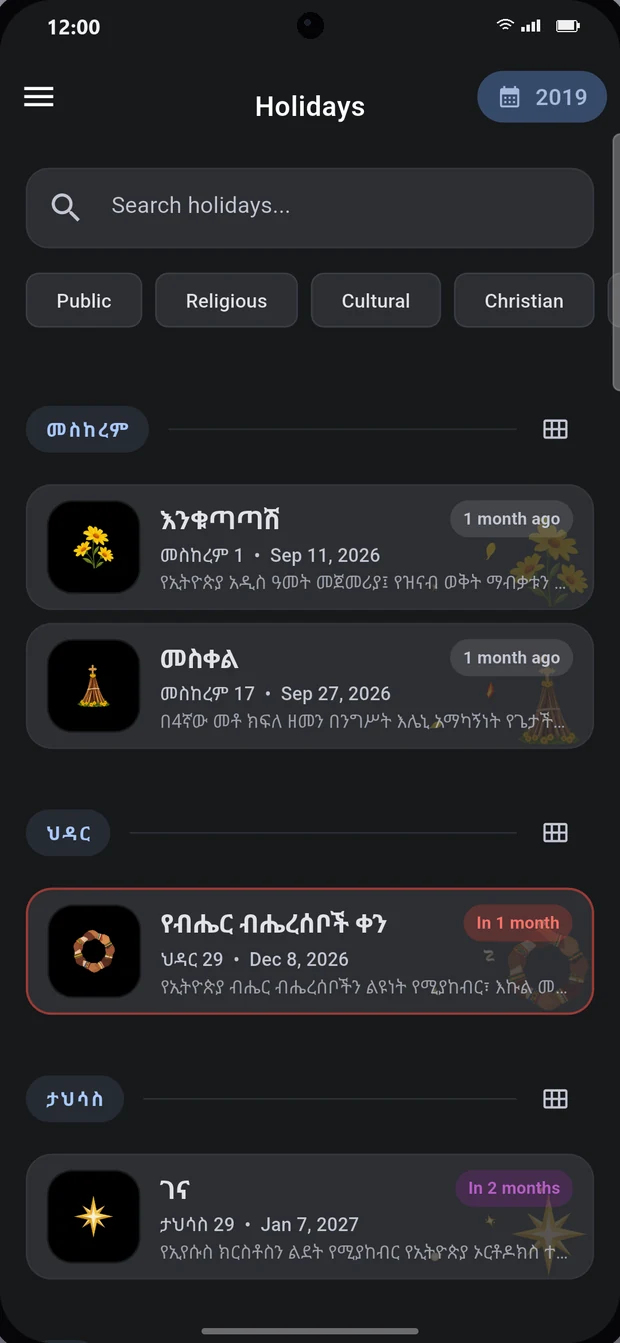 12:00
Holidays
2019
Search holidays...
Public
Religious
Cultural
Christian
መስከረም
እንቁጣጣሽ
1 month ago
መስከረም 1 • Sep 11, 2026
የኢትዮጵያ አዲስ ዓመት መጀመሪያ፤ የዝናብ ወቅት ማብቃቱን ...
መስቀል
1 month ago
መስከረም 17 • Sep 27, 2026
በ4ኛው መቶ ክፍለ ዘመን በንግሥት እሌኒ አማካኝነት የጌታች...
ህዳር
የብሔር ብሔረሰቦች ቀን
In 1 month
ህዳር 29 • Dec 8, 2026
የኢትዮጵያ ብሔር ብሔረሰቦችን ልዩነት የሚያከብር፣ እኩል መ...
ታህሳስ
ገና
In 2 months
ታህሳስ 29 • Jan 7, 2027
የኢየሱስ ክርስቶስን ልደት የሚያከብር የኢትዮጵያ ኦርቶዶክስ ተ...